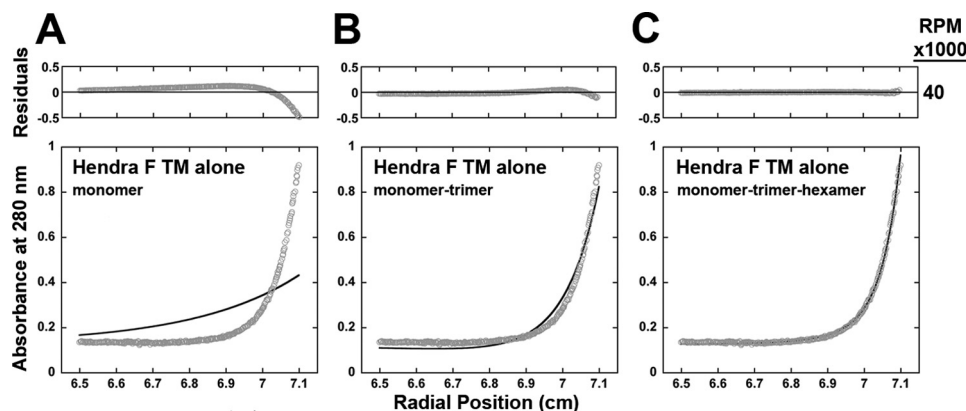 A
B
C
RPM
x1000
Residuals
0.5
0
-0.5
0.5
0
-0.5
0.5
0
-0.5
40
Absorbance at 280 nm
1
0.8
0.6
0.4
0.2
0
Hendra F TM alone
monomer
6.5 6.6 6.7 6.8 6.9 7 7.1
1
0.8
0.6
0.4
0.2
0
Hendra F TM alone
monomer-trimer
6.5 6.6 6.7 6.8 6.9 7 7.1
1
0.8
0.6
0.4
0.2
0
Hendra F TM alone
monomer-trimer-hexamer
6.5 6.6 6.7 6.8 6.9 7 7.1
Radial Position (cm)